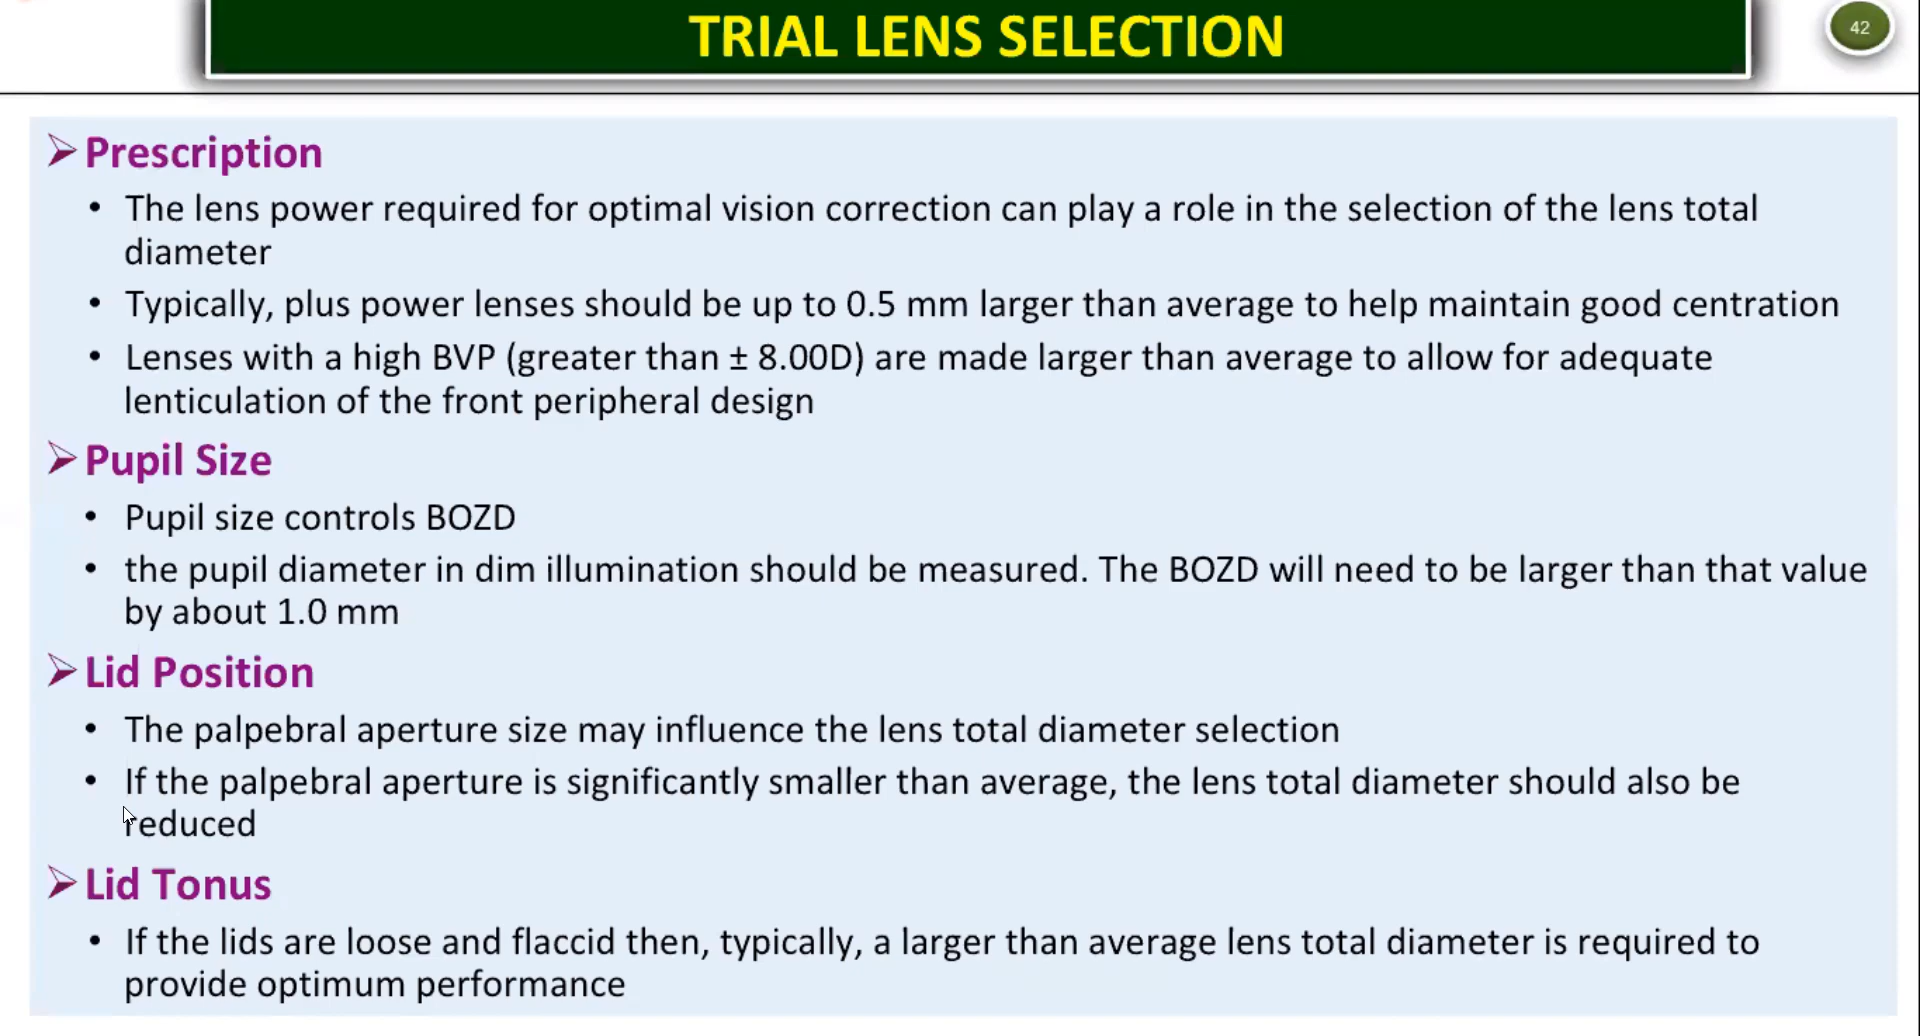 TRIAL LENS SELECTION
42
Prescription
• The lens power required for optimal vision correction can play a role in the selection of the lens total
diameter
• Typically, plus power lenses should be up to 0.5 mm larger than average to help maintain good centration
• Lenses with a high BVP (greater than ± 8.00D) are made larger than average to allow for adequate
lenticulation of the front peripheral design
Pupil Size
• Pupil size controls BOZD
• the pupil diameter in dim illumination should be measured. The BOZD will need to be larger than that value
by about 1.0 mm
Lid Position
• The palpebral aperture size may influence the lens total diameter selection
• If the palpebral aperture is significantly smaller than average, the lens total diameter should also be
reduced
Lid Tonus
• If the lids are loose and flaccid then, typically, a larger than average lens total diameter is required to
provide optimum performance